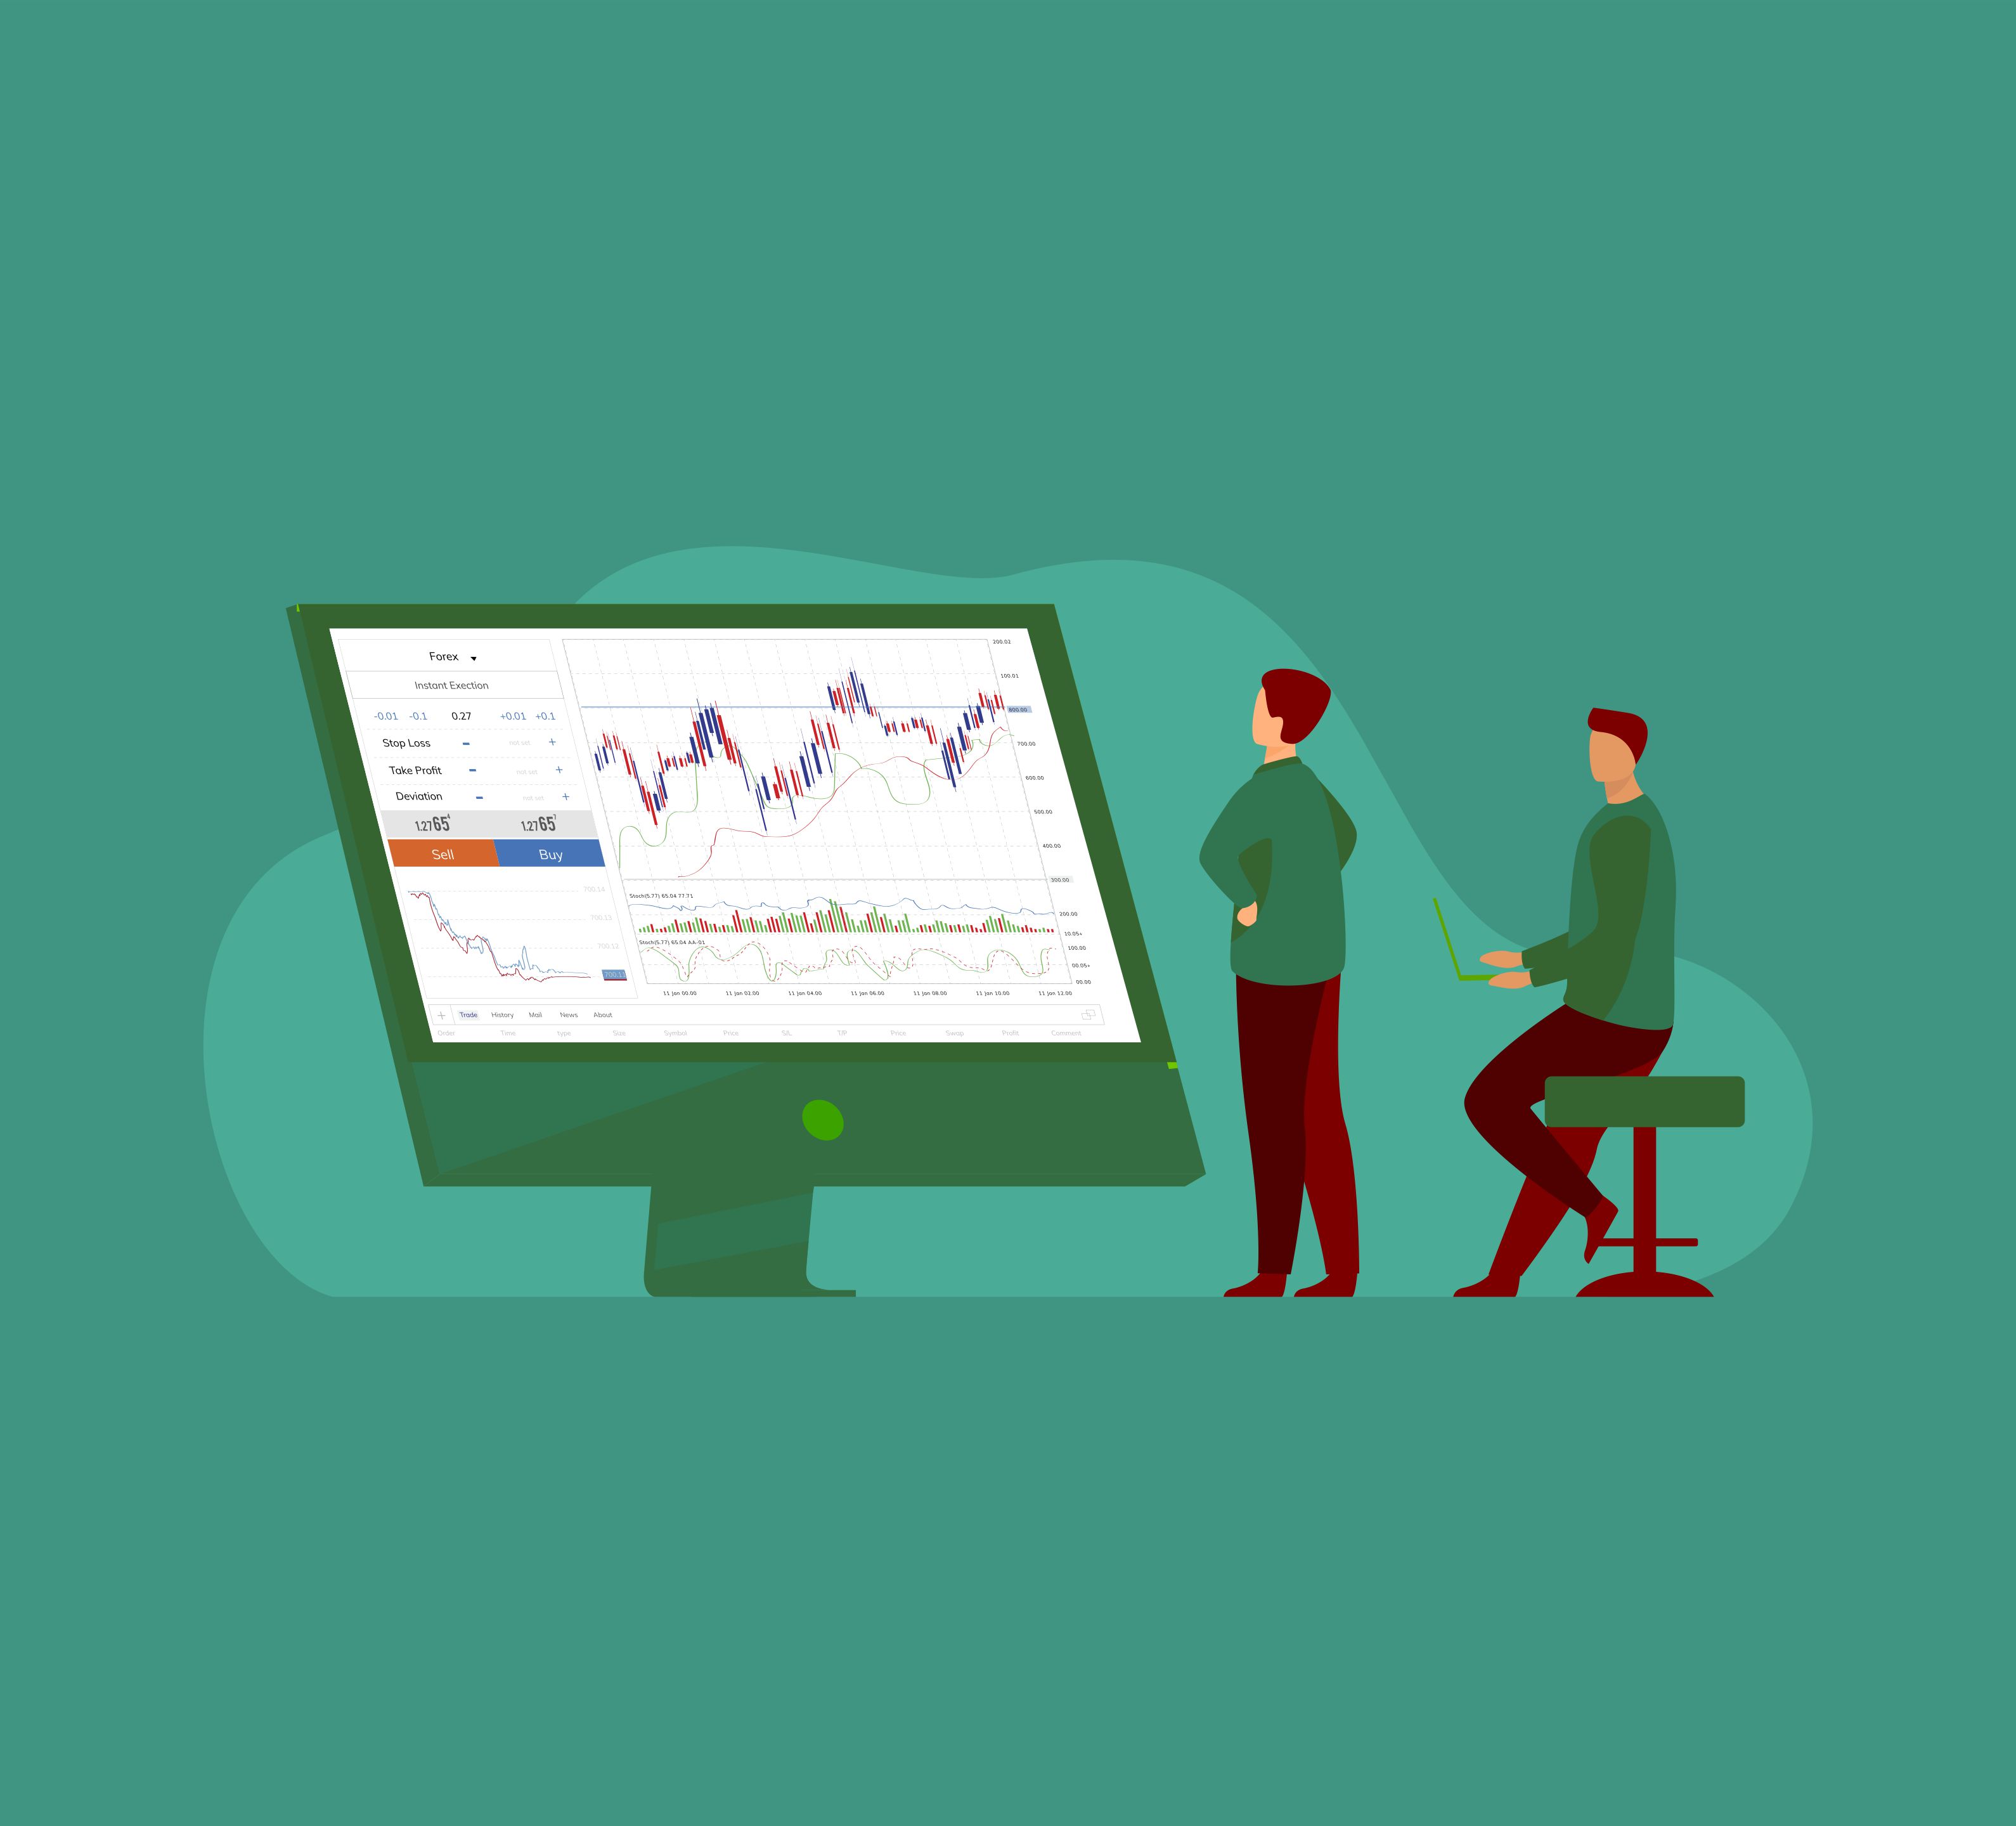 Forex
Instant Exection
-0.01 -0.1 0.27 +0.01 +0.1
Stop Loss - not set +
Take Profit - not set +
Deviation - not set +
1.2765⁴ 1.2765⁷
Sell Buy
700.14
700.13
700.12
700.11
200.01
100.01
800.00
700.00
600.00
500.00
400.00
300.00
Stoch(5,77) 65.04 77.71
200.00
10.05+
Stoch(5,77) 65.04 AA-01
100.00
00.05+
00.00
11 Jan 00.00 11 Jan 02.00 11 Jan 04.00 11 Jan 06.00 11 Jan 08.00 11 Jan 10.00 11 Jan 12.00
+ Trade History Mail News About
Order Time type Size Symboll Price S/L T/P Price Swap Profit Comment